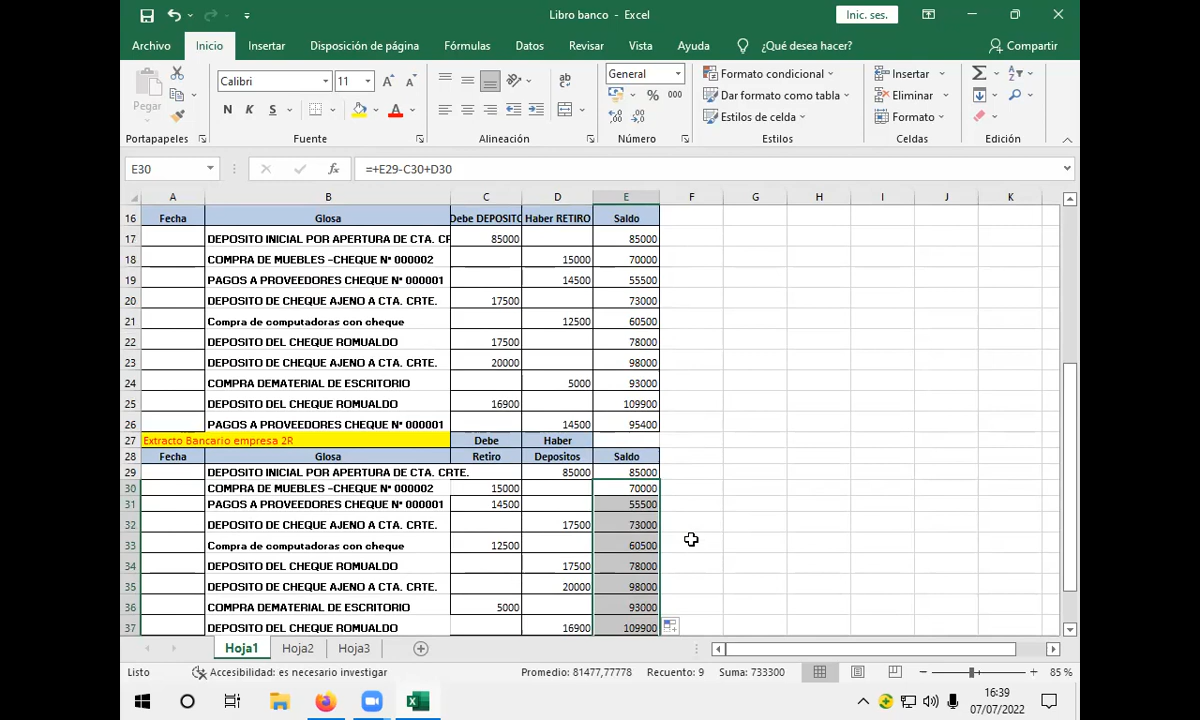 Libro banco - Excel
Inic. ses.
Archivo Inicio Insertar Disposición de página Fórmulas Datos Revisar Vista Ayuda ¿Qué desea hacer? Compartir
Pegar
Calibri 11
N K S
General
% 000
Formato condicional
Dar formato como tabla
Estilos de celda
Insertar
Eliminar
Formato
Portapapeles Fuente Alineación Número Estilos Celdas Edición
E30 fx =+E29-C30+D30
A B C D E F G H I J K
16 Fecha Glosa Debe DEPOSITO Haber RETIRO Saldo
17 DEPOSITO INICIAL POR APERTURA DE CTA. CR 85000 85000
18 COMPRA DE MUEBLES -CHEQUE Nº 000002 15000 70000
19 PAGOS A PROVEEDORES CHEQUE Nº 000001 14500 55500
20 DEPOSITO DE CHEQUE AJENO A CTA. CRTE. 17500 73000
21 Compra de computadoras con cheque 12500 60500
22 DEPOSITO DEL CHEQUE ROMUALDO 17500 78000
23 DEPOSITO DE CHEQUE AJENO A CTA. CRTE. 20000 98000
24 COMPRA DEMATERIAL DE ESCRITORIO 5000 93000
25 DEPOSITO DEL CHEQUE ROMUALDO 16900 109900
26 PAGOS A PROVEEDORES CHEQUE Nº 000001 14500 95400
27 Extracto Bancario empresa 2R Debe Haber
28 Fecha Glosa Retiro Depositos Saldo
29 DEPOSITO INICIAL POR APERTURA DE CTA. CRTE. 85000 85000
30 COMPRA DE MUEBLES -CHEQUE Nº 000002 15000 70000
31 PAGOS A PROVEEDORES CHEQUE Nº 000001 14500 55500
32 DEPOSITO DE CHEQUE AJENO A CTA. CRTE. 17500 73000
33 Compra de computadoras con cheque 12500 60500
34 DEPOSITO DEL CHEQUE ROMUALDO 17500 78000
35 DEPOSITO DE CHEQUE AJENO A CTA. CRTE. 20000 98000
36 COMPRA DEMATERIAL DE ESCRITORIO 5000 93000
37 DEPOSITO DEL CHEQUE ROMUALDO 16900 109900
Hoja1 Hoja2 Hoja3
Listo Accesibilidad: es necesario investigar Promedio: 81477,77778 Recuento: 9 Suma: 733300 85 %
16:39
07/07/2022